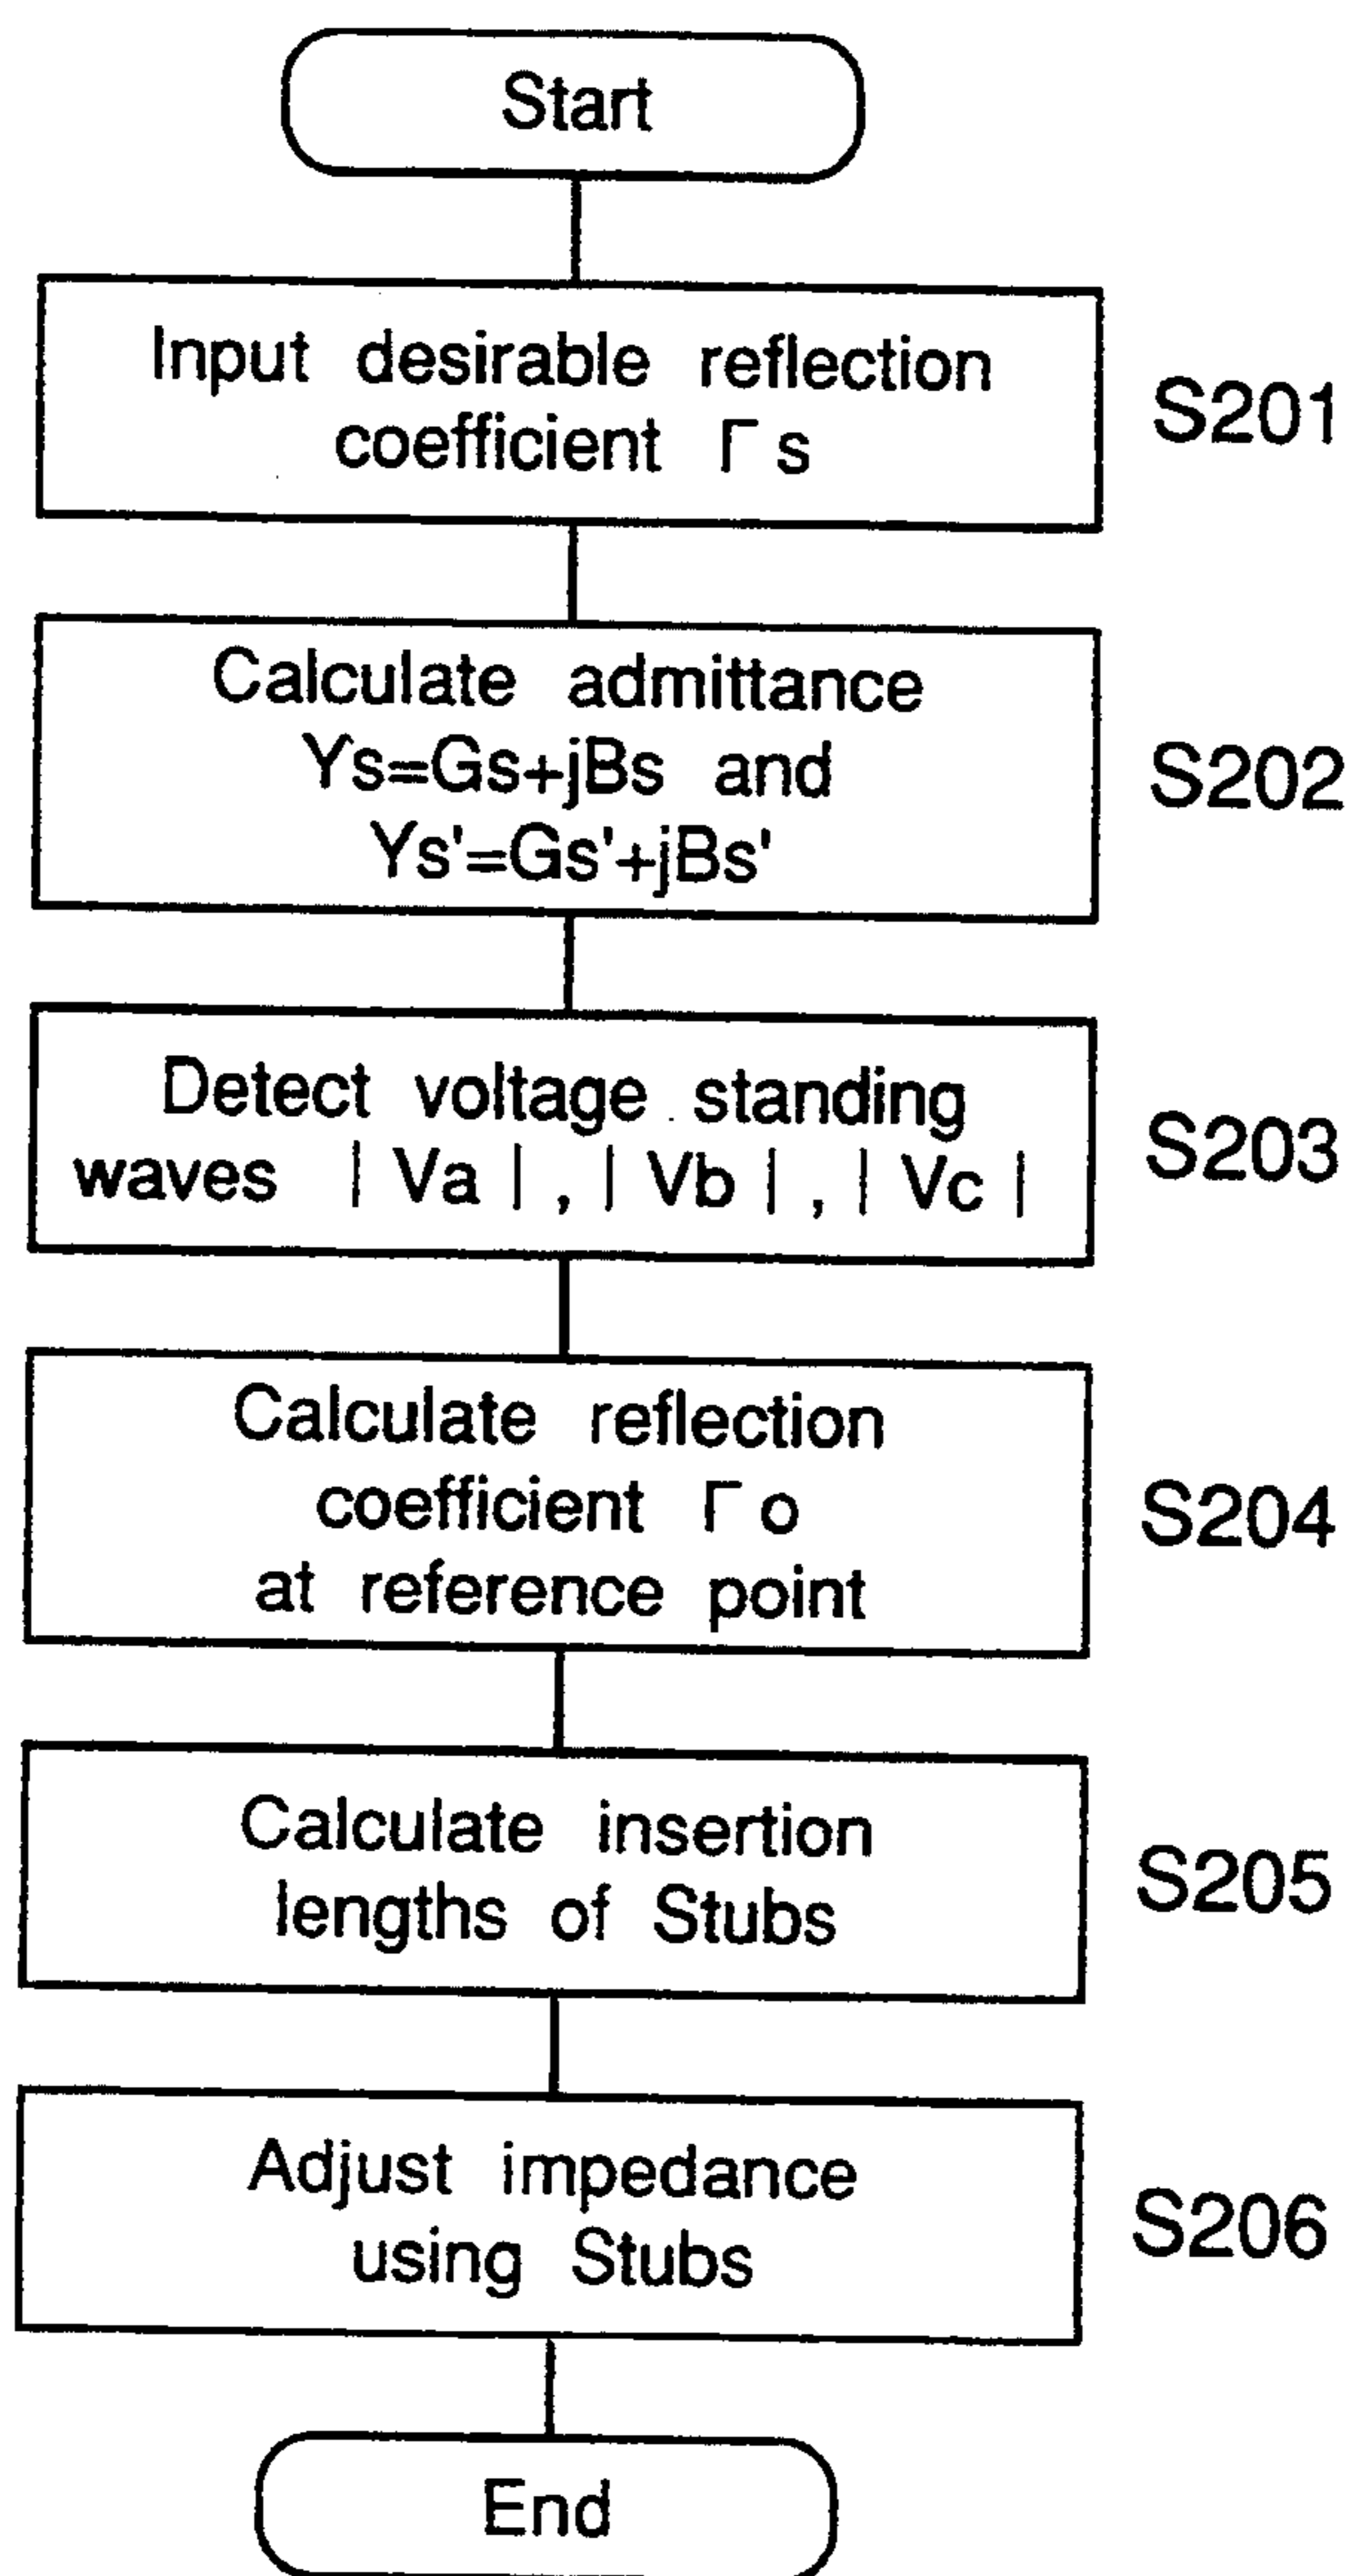 Start
Input desirable reflection
coefficient Γs
S201
Calculate admittance
Ys=Gs+jBs and
Ys'=Gs'+jBs'
S202
Detect voltage standing
waves |Va|,|Vb|,|Vc|
S203
Calculate reflection
coefficient Γo
at reference point
S204
Calculate insertion
lengths of Stubs
S205
Adjust impedance
using Stubs
S206
End